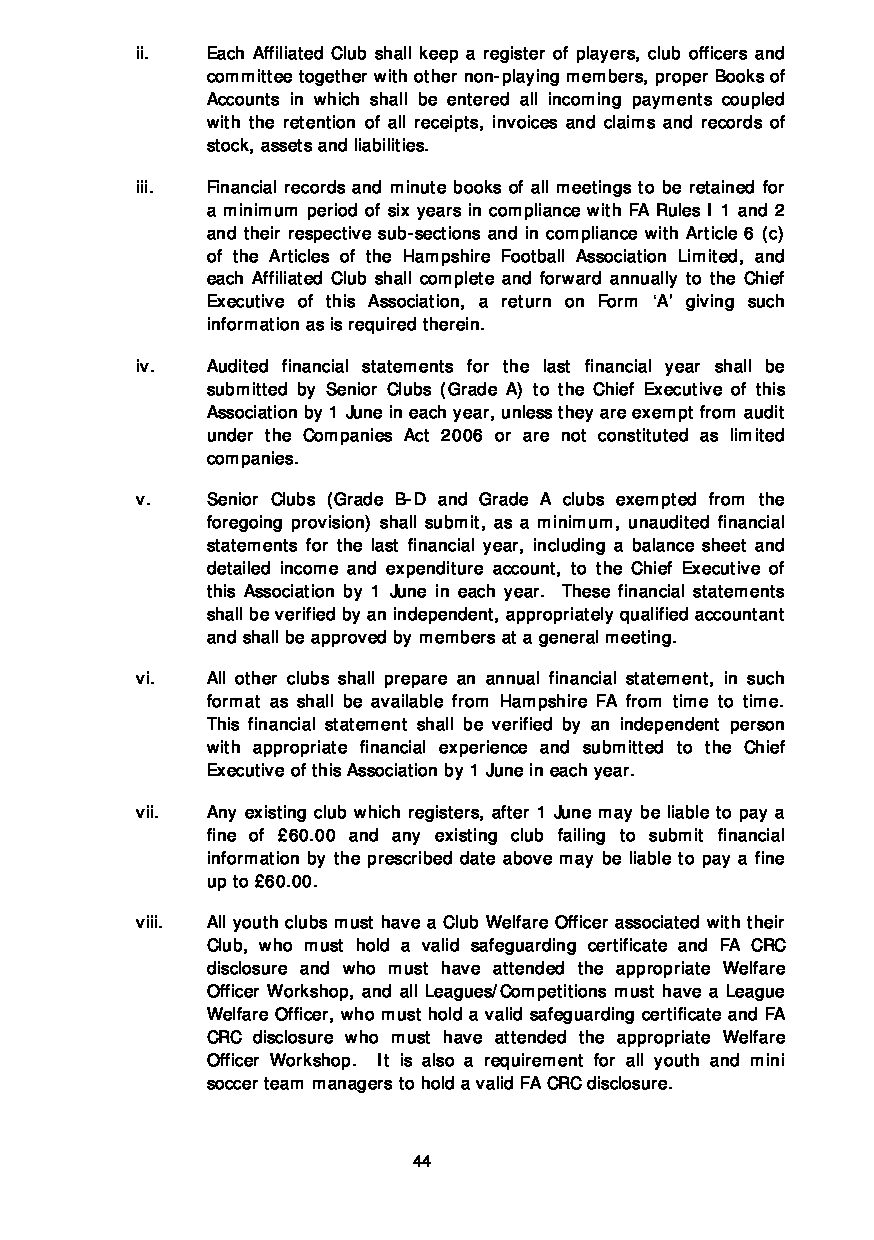 ii. Each Affiliated Club shall keep a register of players, club officers and
committee together with other non-playing members, proper Books of
Accounts in which shall be entered all incoming payments coupled
with the retention of all receipts, invoices and claims and records of
stock, assets and liabilities.
iii. Financial records and minute books of all meetings to be retained for
a minimum period of six years in compliance with FA Rules I 1 and 2
and their respective sub-sections and in compliance with Article 6 (c)
of the Articles of the Hampshire Football Association Limited, and
each Affiliated Club shall complete and forward annually to the Chief
Executive of this Association, a return on Form ‘A’ giving such
information as is required therein.
iv. Audited financial statements for the last financial year shall be
submitted by Senior Clubs (Grade A) to the Chief Executive of this
Association by 1 June in each year, unless they are exempt from audit
under the Companies Act 2006 or are not constituted as limited
companies.
v. Senior Clubs (Grade B-D and Grade A clubs exempted from the
foregoing provision) shall submit, as a minimum, unaudited financial
statements for the last financial year, including a balance sheet and
detailed income and expenditure account, to the Chief Executive of
this Association by 1 June in each year. These financial statements
shall be verified by an independent, appropriately qualified accountant
and shall be approved by members at a general meeting.
vi. All other clubs shall prepare an annual financial statement, in such
format as shall be available from Hampshire FA from time to time.
This financial statement shall be verified by an independent person
with appropriate financial experience and submitted to the Chief
Executive of this Association by 1 June in each year.
vii. Any existing club which registers, after 1 June may be liable to pay a
fine of £60.00 and any existing club failing to submit financial
information by the prescribed date above may be liable to pay a fine
up to £60.00.
viii. All youth clubs must have a Club Welfare Officer associated with their
Club, who must hold a valid safeguarding certificate and FA CRC
disclosure and who must have attended the appropriate Welfare
Officer Workshop, and all Leagues/Competitions must have a League
Welfare Officer, who must hold a valid safeguarding certificate and FA
CRC disclosure who must have attended the appropriate Welfare
Officer Workshop. It is also a requirement for all youth and mini
soccer team managers to hold a valid FA CRC disclosure.
44